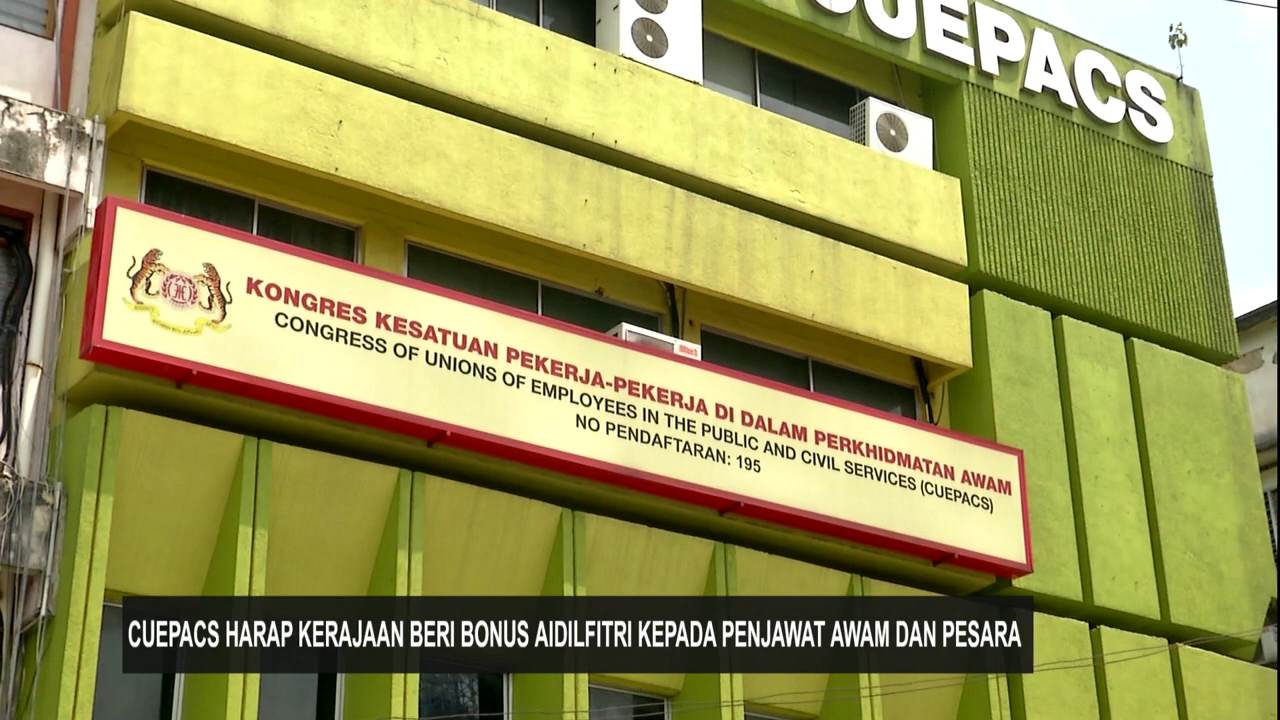 CUEPACS
KONGRES KESATUAN PEKERJA-PEKERJA DI DALAM PERKHIDMATAN AWAM
CONGRESS OF UNIONS OF EMPLOYEES IN THE PUBLIC AND CIVIL SERVICES (CUEPACS)
NO PENDAFTARAN: 195
CUEPACS HARAP KERAJAAN BERI BONUS AIDILFITRI KEPADA PENJAWAT AWAM DAN PESARA